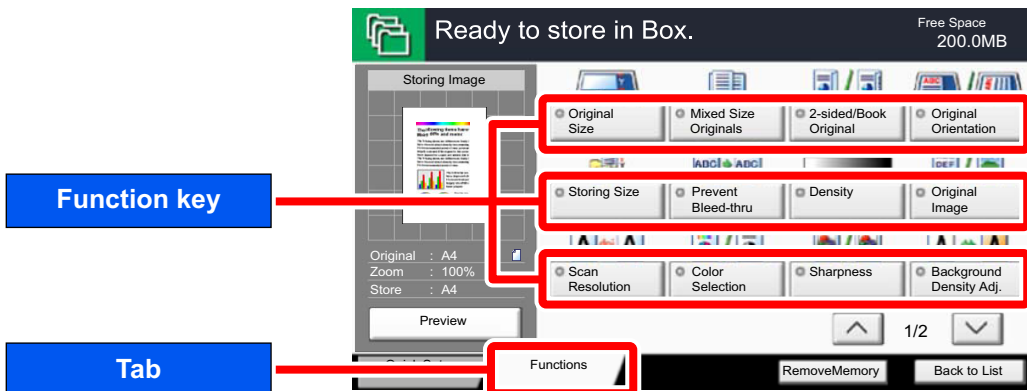 Ready to store in Box.
Free Space
200.0MB
Storing Image
Original
Size
Mixed Size
Originals
2-sided/Book
Original
Original
Orientation
Function key
Storing Size
Prevent
Bleed-thru
Density
Original
Image
Original : A4
Zoom : 100%
Store : A4
Scan
Resolution
Color
Selection
Sharpness
Background
Density Adj.
Preview
1/2
Tab
Functions
RemoveMemory
Back to List